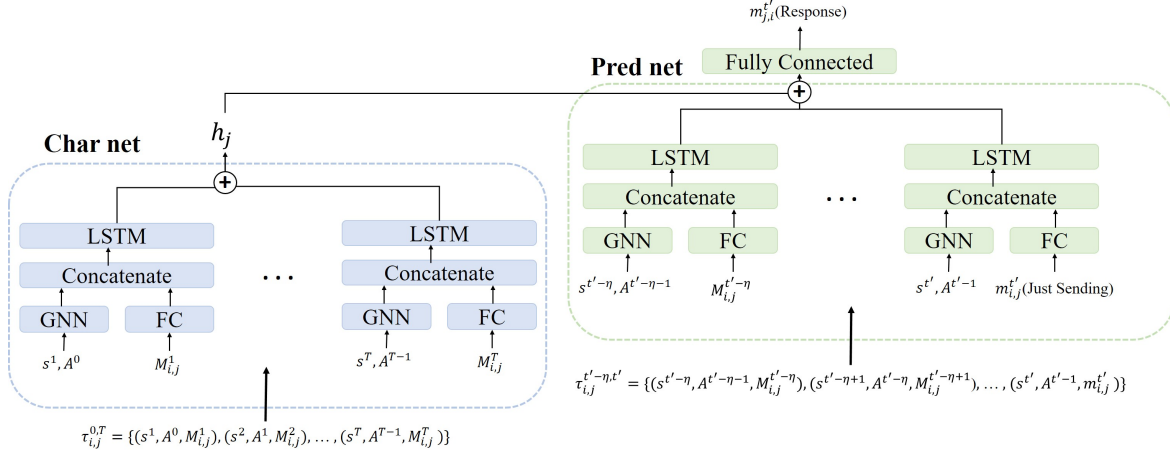 m_{j,i}^{t'}(Response)
Fully Connected
Pred net
+
h_j
Char net
+
LSTM
LSTM
Concatenate
Concatenate
GNN
FC
GNN
FC
s^{t'-η}, A^{t'-η-1}
M_{i,j}^{t'-η}
s^{t'}, A^{t'-1}
m_{i,j}^{t'}(Just Sending)
...
LSTM
LSTM
Concatenate
Concatenate
...
GNN
FC
GNN
FC
s^1, A^0
M_{i,j}^1
s^T, A^{T-1}
M_{i,j}^T
τ_{i,j}^{t'-η,t'} = {(s^{t'-η}, A^{t'-η-1}, M_{i,j}^{t'-η}), (s^{t'-η+1}, A^{t'-η}, M_{i,j}^{t'-η+1}), ... , (s^{t'}, A^{t'-1}, m_{i,j}^{t'})}
τ_{i,j}^{0,T} = {(s^1, A^0, M_{i,j}^1), (s^2, A^1, M_{i,j}^2), ... , (s^T, A^{T-1}, M_{i,j}^T)}